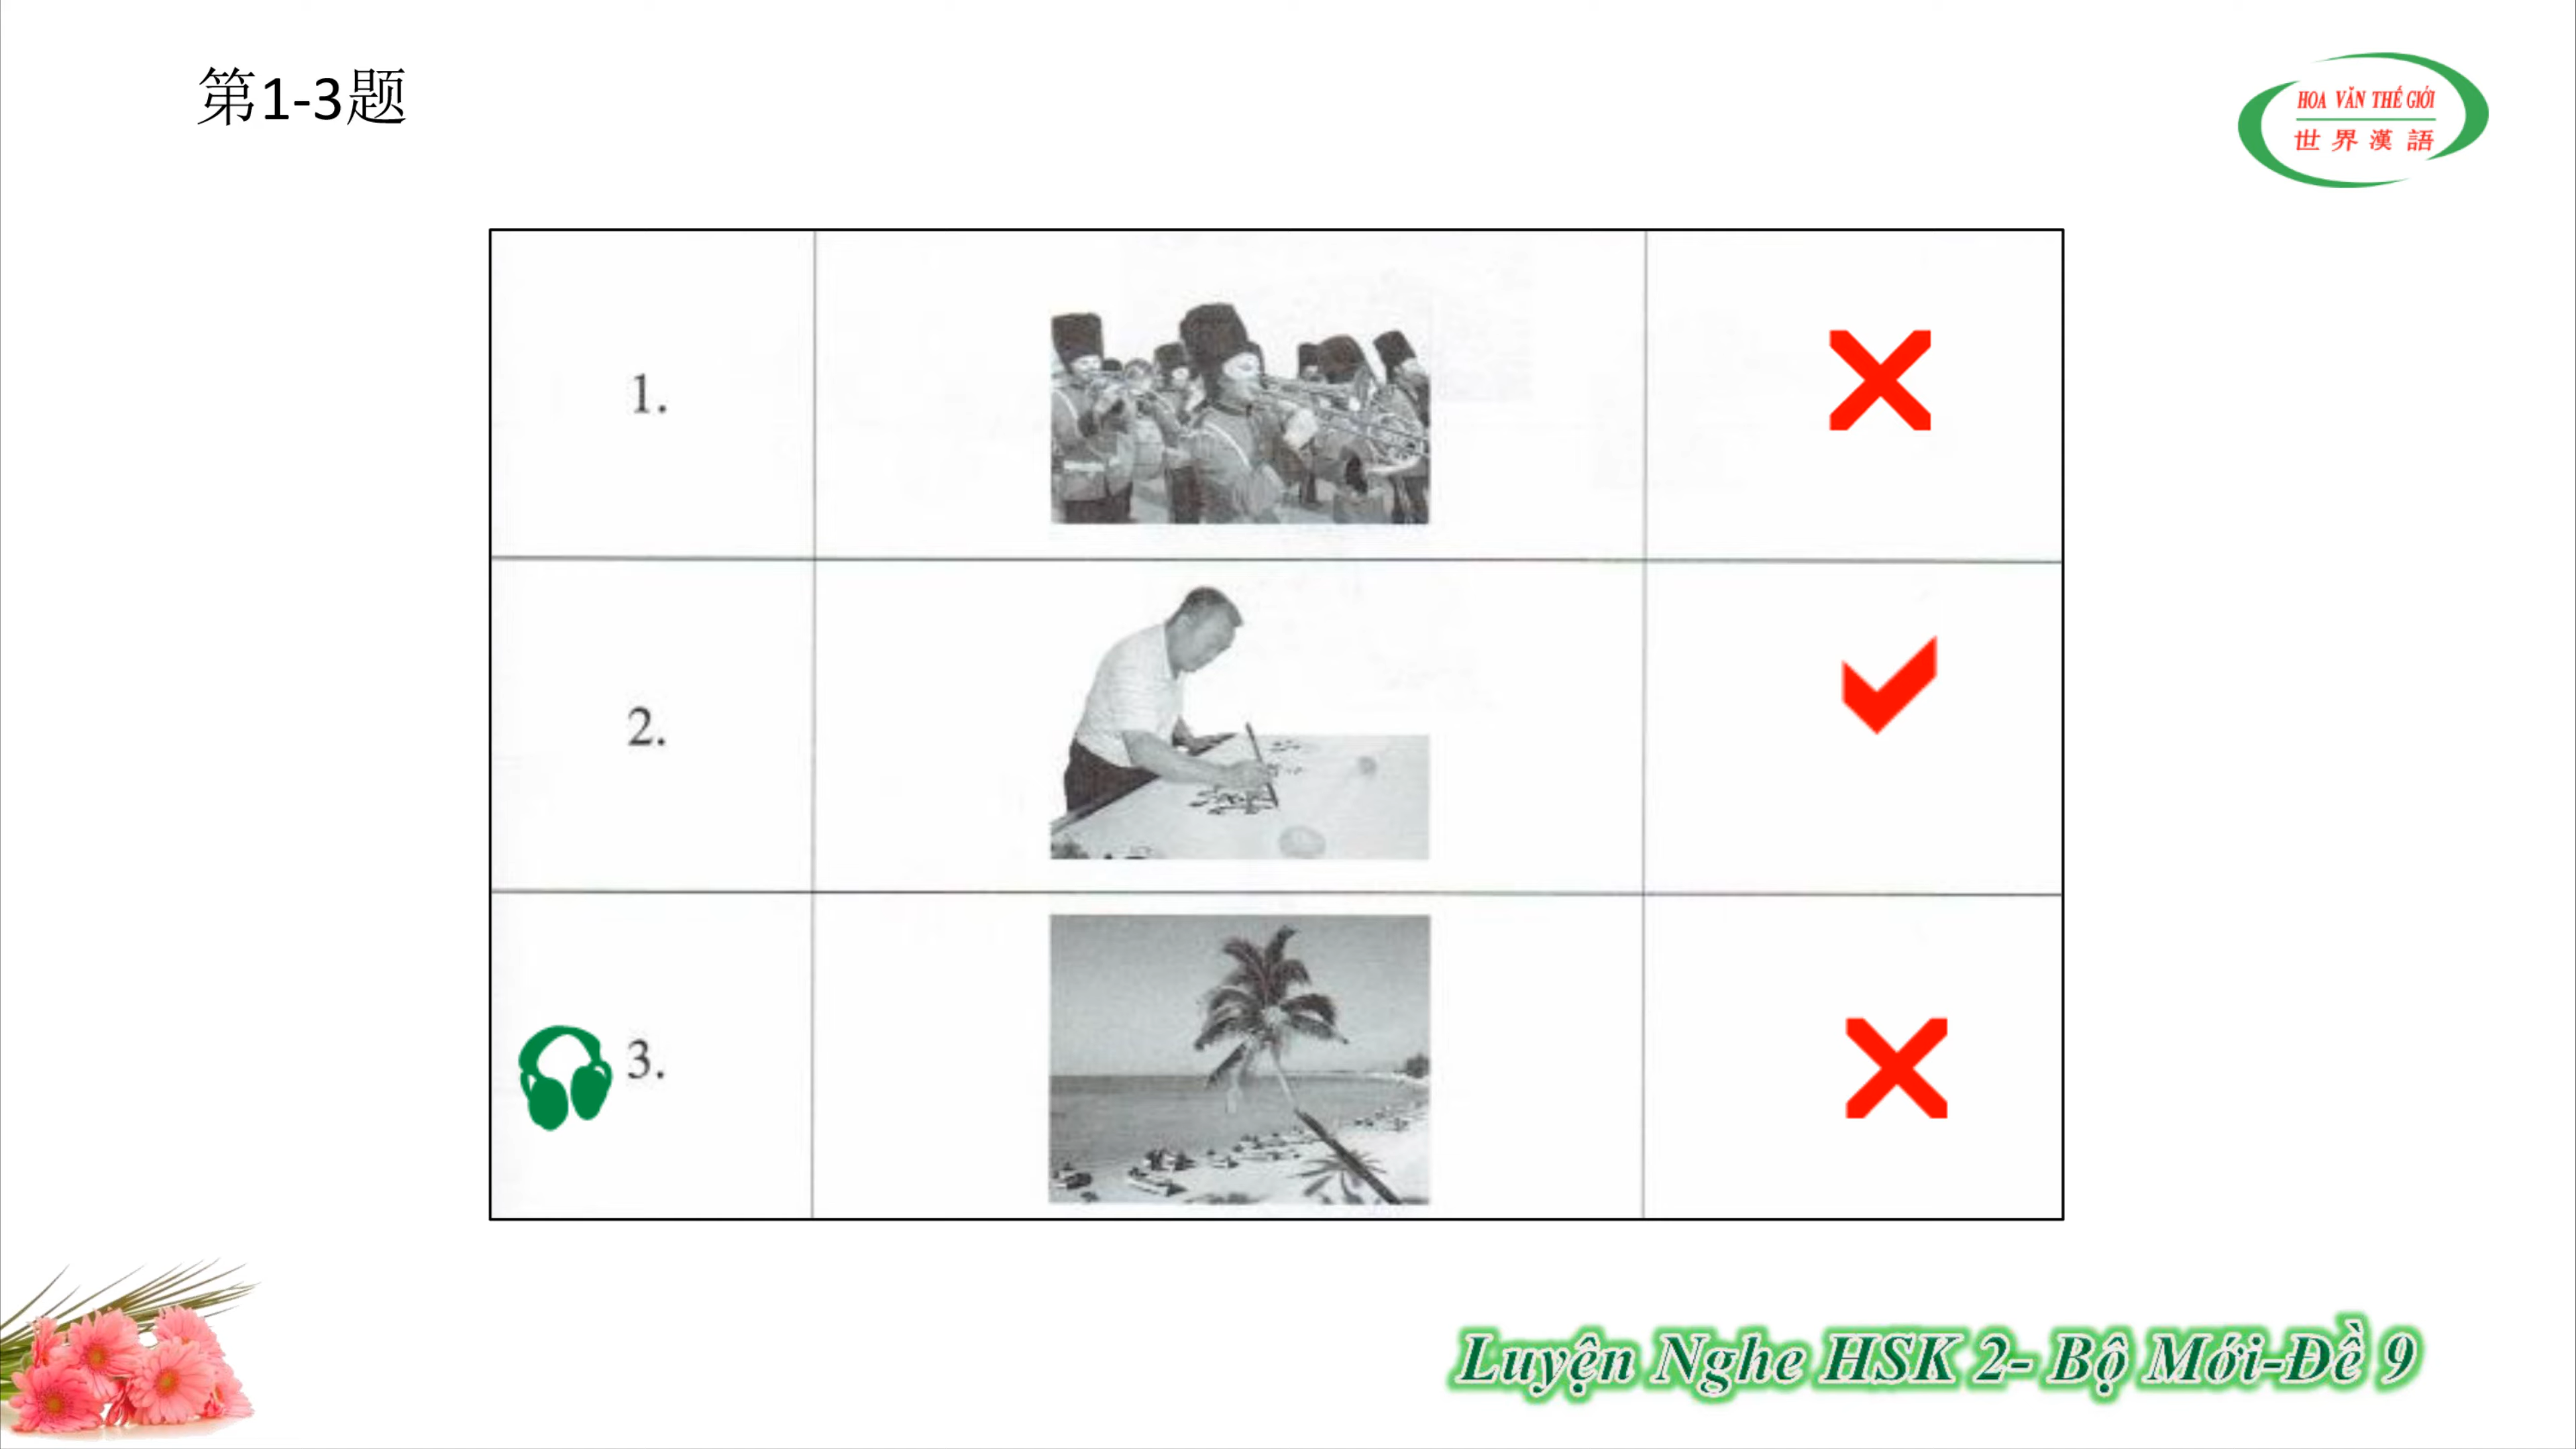 第1-3题
HOA VĂN THẾ GIỚI
世界漢語
1.
2.
3.
Luyện Nghe HSK 2- Bộ Mới-Đề 9